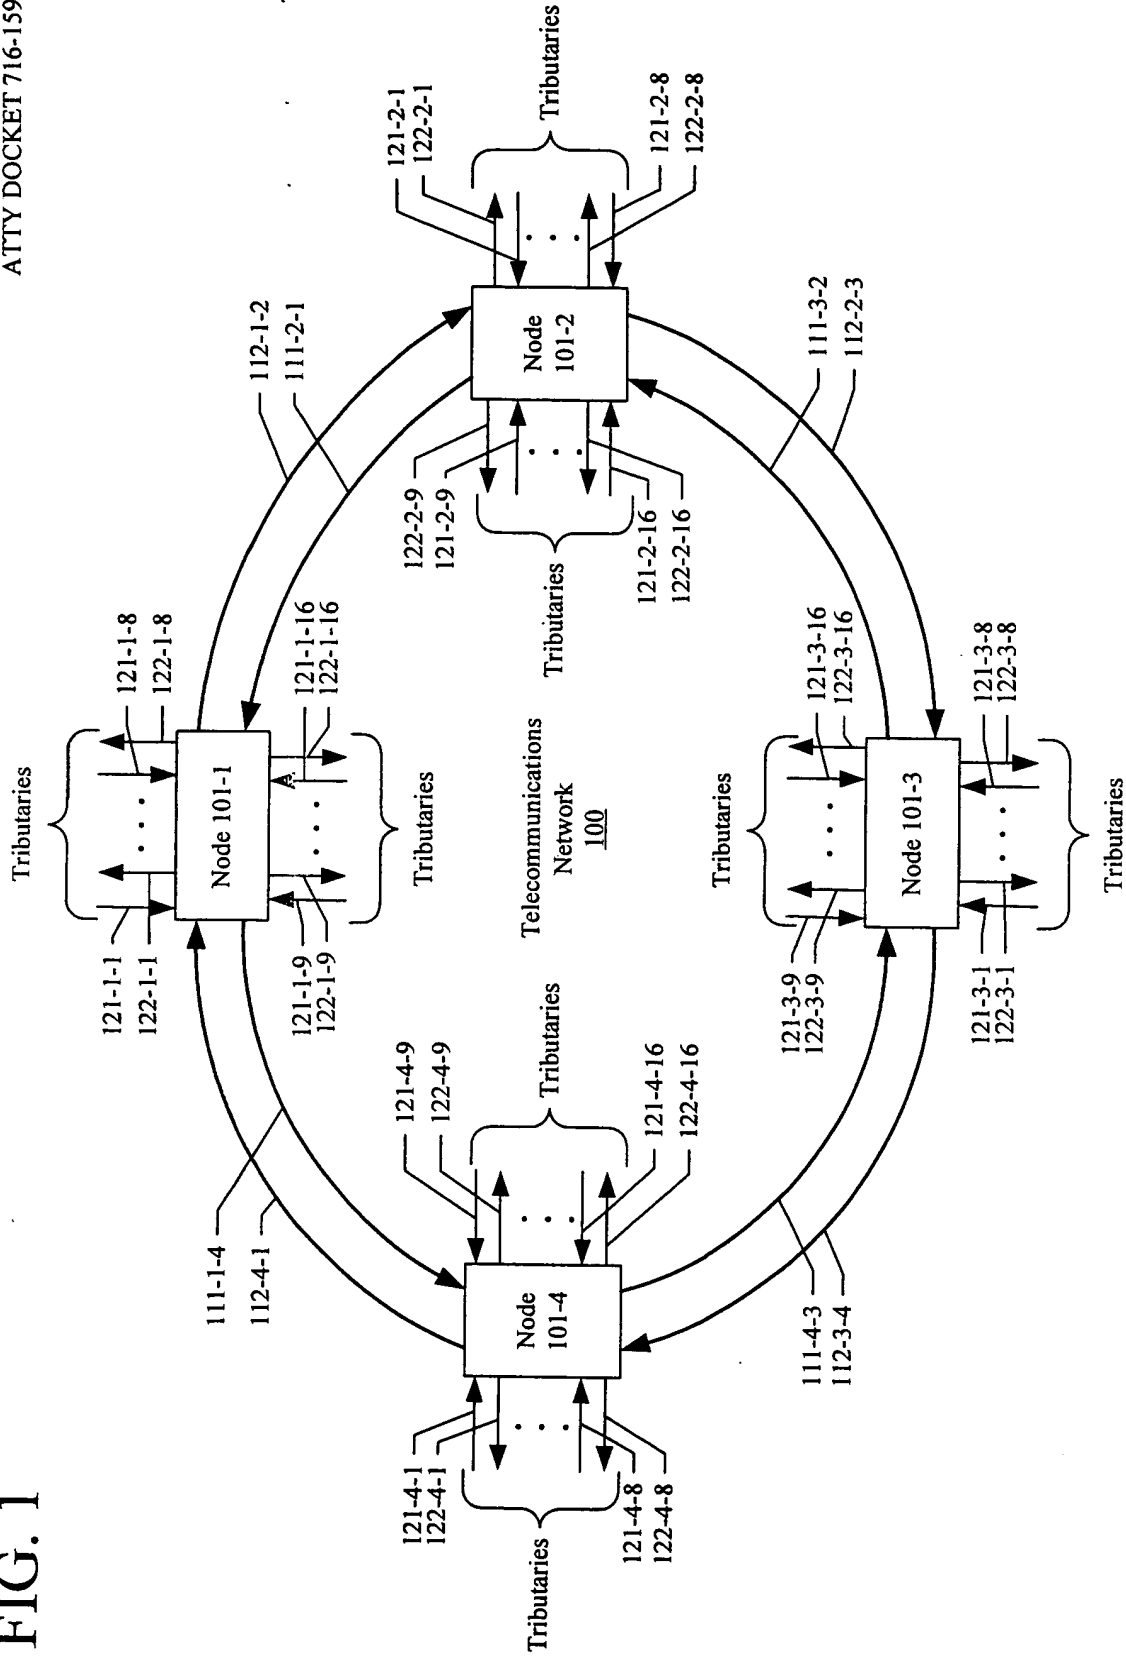 FIG. 1
ATTY DOCKET 716-159
Tributaries
121-1-1
122-1-1
121-1-8
122-1-8
Node 101-1
121-1-9
122-1-9
121-1-16
122-1-16
Tributaries
111-1-4
112-4-1
112-1-2
111-2-1
121-4-1
122-4-1
Tributaries
121-4-8
122-4-8
Node
101-4
121-4-9
122-4-9
Tributaries
121-4-16
122-4-16
Telecommunications
Network
100
122-2-9
121-2-9
Tributaries
121-2-16
122-2-16
Node
101-2
121-2-1
122-2-1
Tributaries
121-2-8
122-2-8
111-4-3
112-3-4
111-3-2
112-2-3
Tributaries
121-3-9
122-3-9
121-3-16
122-3-16
Node 101-3
121-3-1
122-3-1
121-3-8
122-3-8
Tributaries